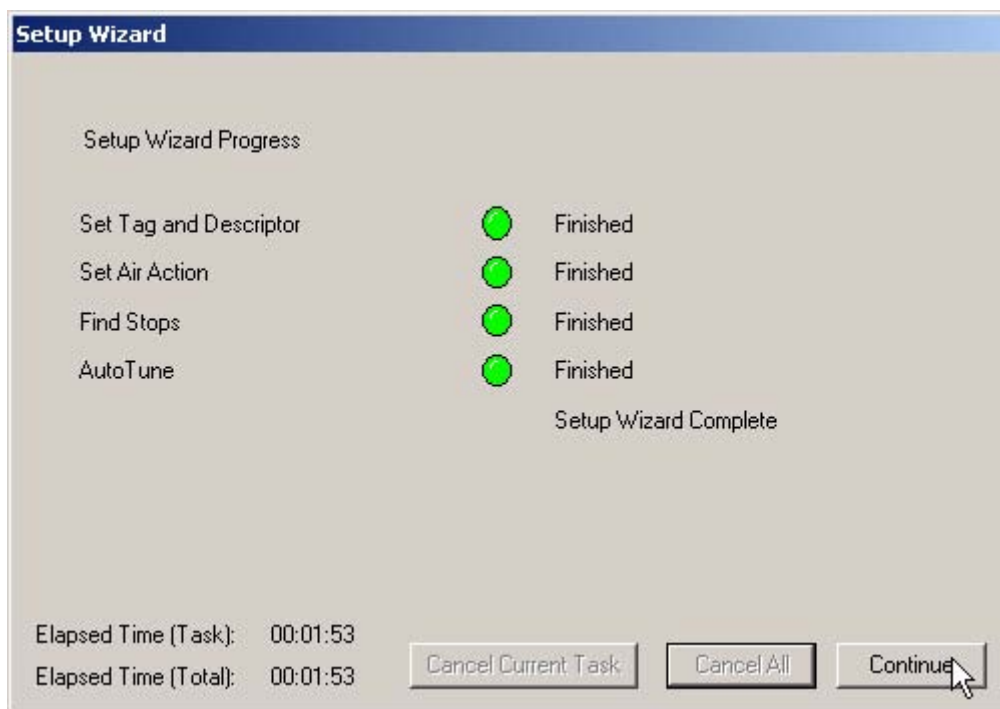 Setup Wizard
Setup Wizard Progress
Set Tag and Descriptor Finished
Set Air Action Finished
Find Stops Finished
AutoTune Finished
Setup Wizard Complete
Elapsed Time (Task): 00:01:53
Elapsed Time (Total): 00:01:53
Cancel Current Task Cancel All Continue